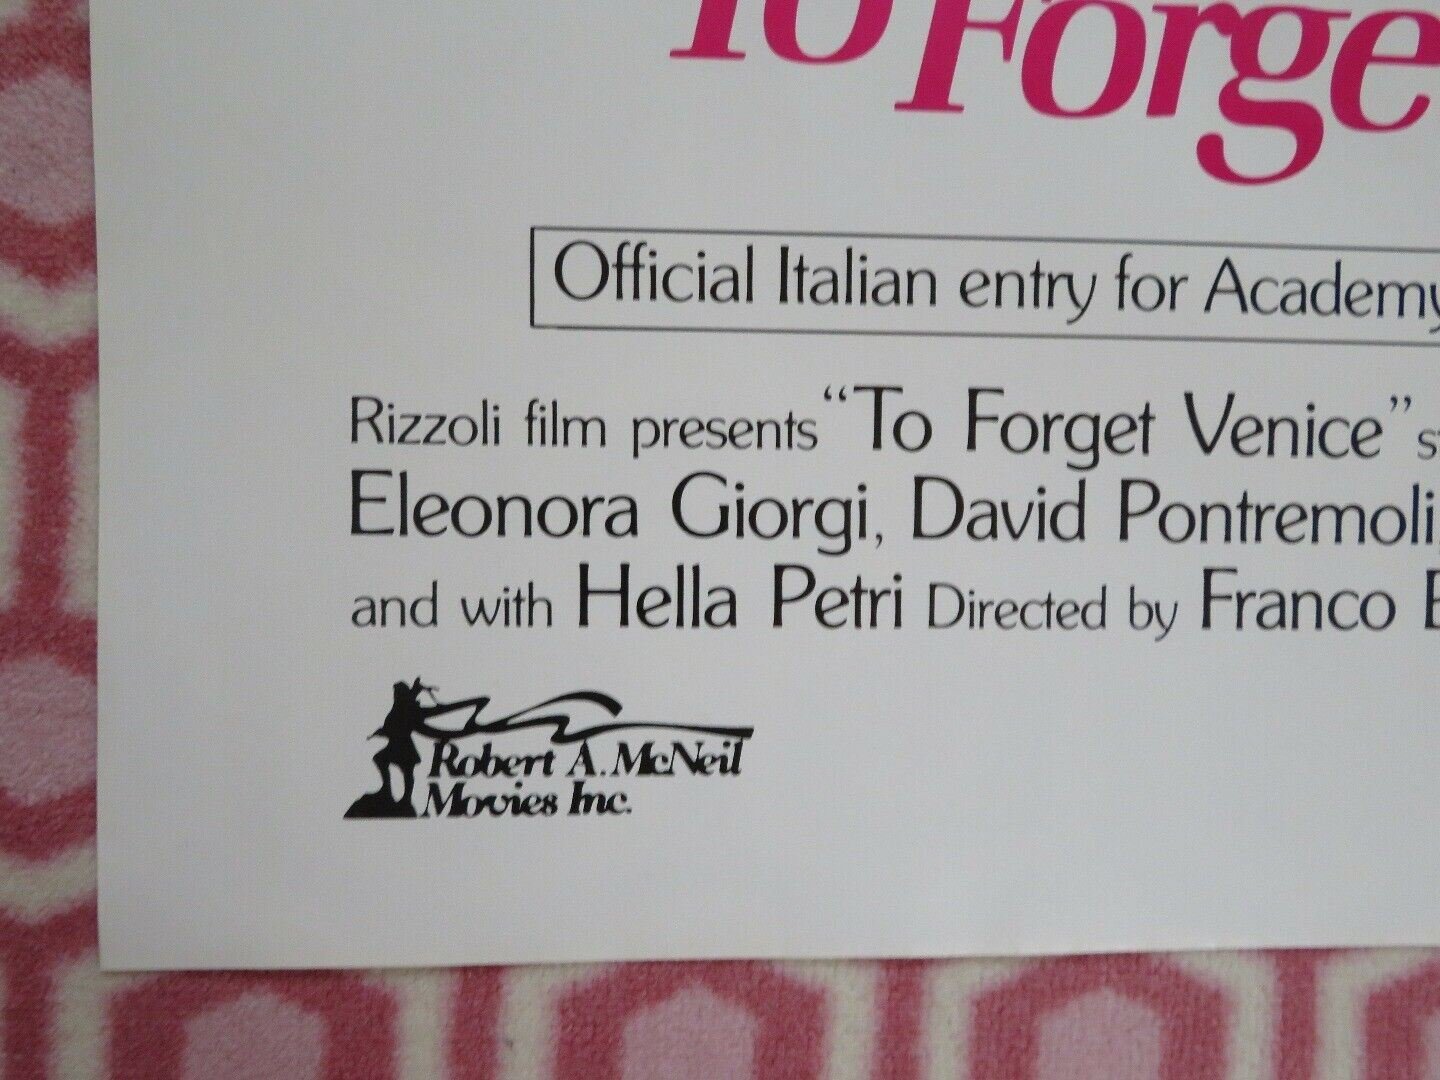 To Forge
Official Italian entry for Academy
Rizzoli film presents “To Forget Venice” s
Eleonora Giorgi, David Pontremoli,
and with Hella Petri Directed by Franco
Robert A. McNeil
Movies Inc.